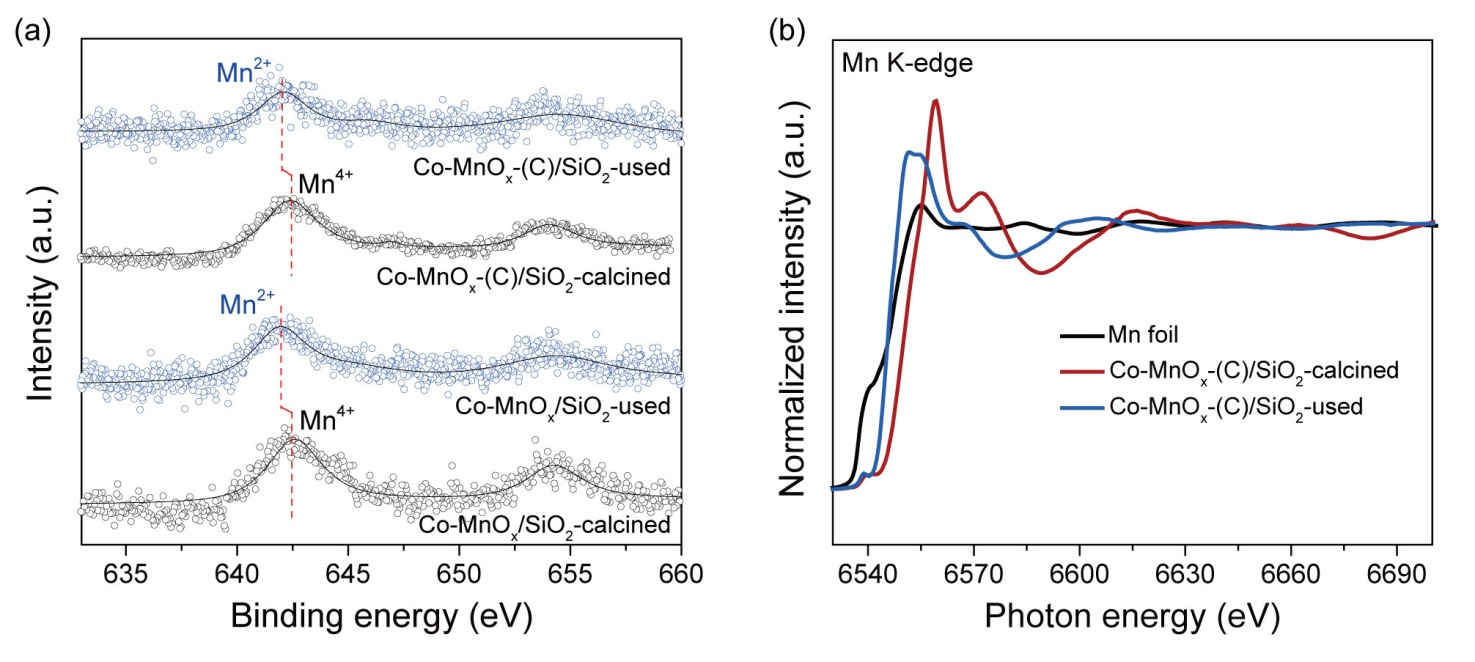 (a)
Intensity (a.u.)
Mn²⁺
Co-MnOₓ-(C)/SiO₂-used
Mn⁴⁺
Co-MnOₓ-(C)/SiO₂-calcined
Mn²⁺
Co-MnOₓ/SiO₂-used
Mn⁴⁺
Co-MnOₓ/SiO₂-calcined
635 640 645 650 655 660
Binding energy (eV)
(b)
Normalized intensity (a.u.)
Mn K-edge
Mn foil
Co-MnOₓ-(C)/SiO₂-calcined
Co-MnOₓ-(C)/SiO₂-used
6540 6570 6600 6630 6660 6690
Photon energy (eV)